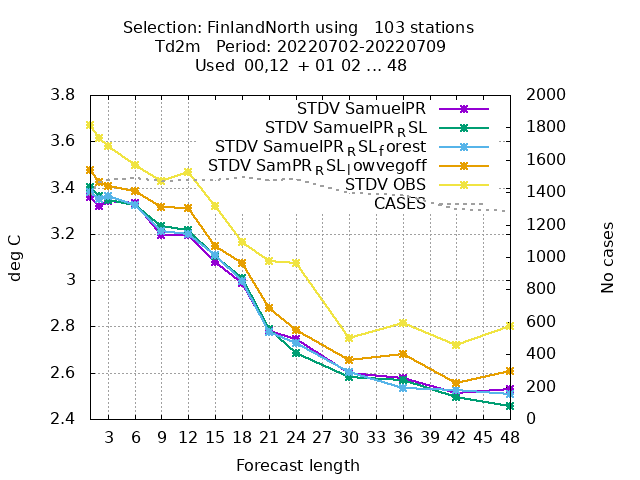 Selection: FinlandNorth using 103 stations
Td2m Period: 20220702-20220709
Used 00,12 + 01 02 ... 48
STDV SamuelPR
STDV SamuelPR_RSL
STDV SamuelPR_RSL_forest
STDV SamPR_RSL_lowvegoff
STDV OBS
CASES
deg C
3.8
3.6
3.4
3.2
3
2.8
2.6
2.4
No cases
2000
1800
1600
1400
1200
1000
800
600
400
200
0
3 6 9 12 15 18 21 24 27 30 33 36 39 42 45 48
Forecast length